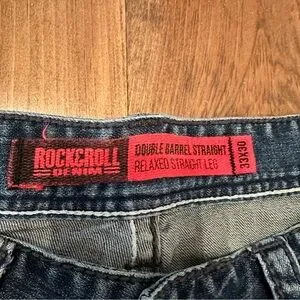 ROCK&ROLL
DENIM
DOUBLE BARREL STRAIGHT
RELAXED STRAIGHT LEG
33X30